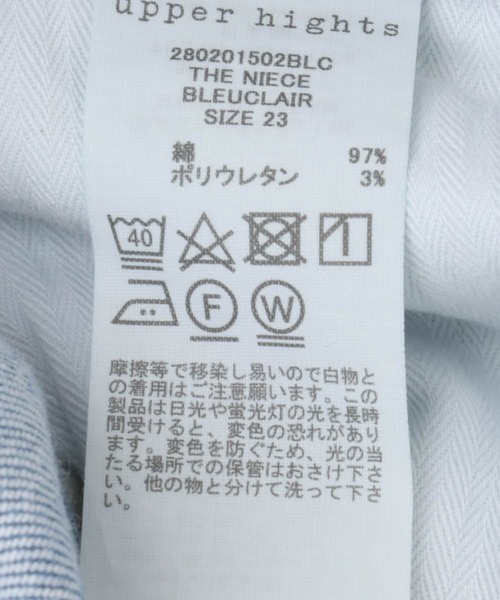 upper hights
280201502BLC
THE NIECE
BLEUCLAIR
SIZE 23
綿 97%
ポリウレタン 3%
40
F W
摩擦等で移染し易いので白物と
の着用はご注意願います。この
製品は日光や蛍光灯の光を長時
間受けると、変色の恐れがあり
ます。変色を防ぐため、光の当
たる場所での保管はおさけ下さ
い。他の物と分けて洗って下さ
い。